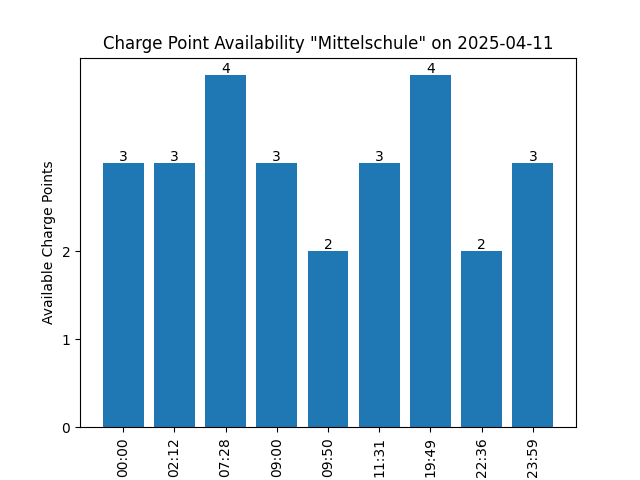 Charge Point Availability "Mittelschule" on 2025-04-11
4 4
3 3 3 3 3
2 2
Available Charge Points
2
1
0
00:00 02:12 07:28 09:00 09:50 11:31 19:49 22:36 23:59